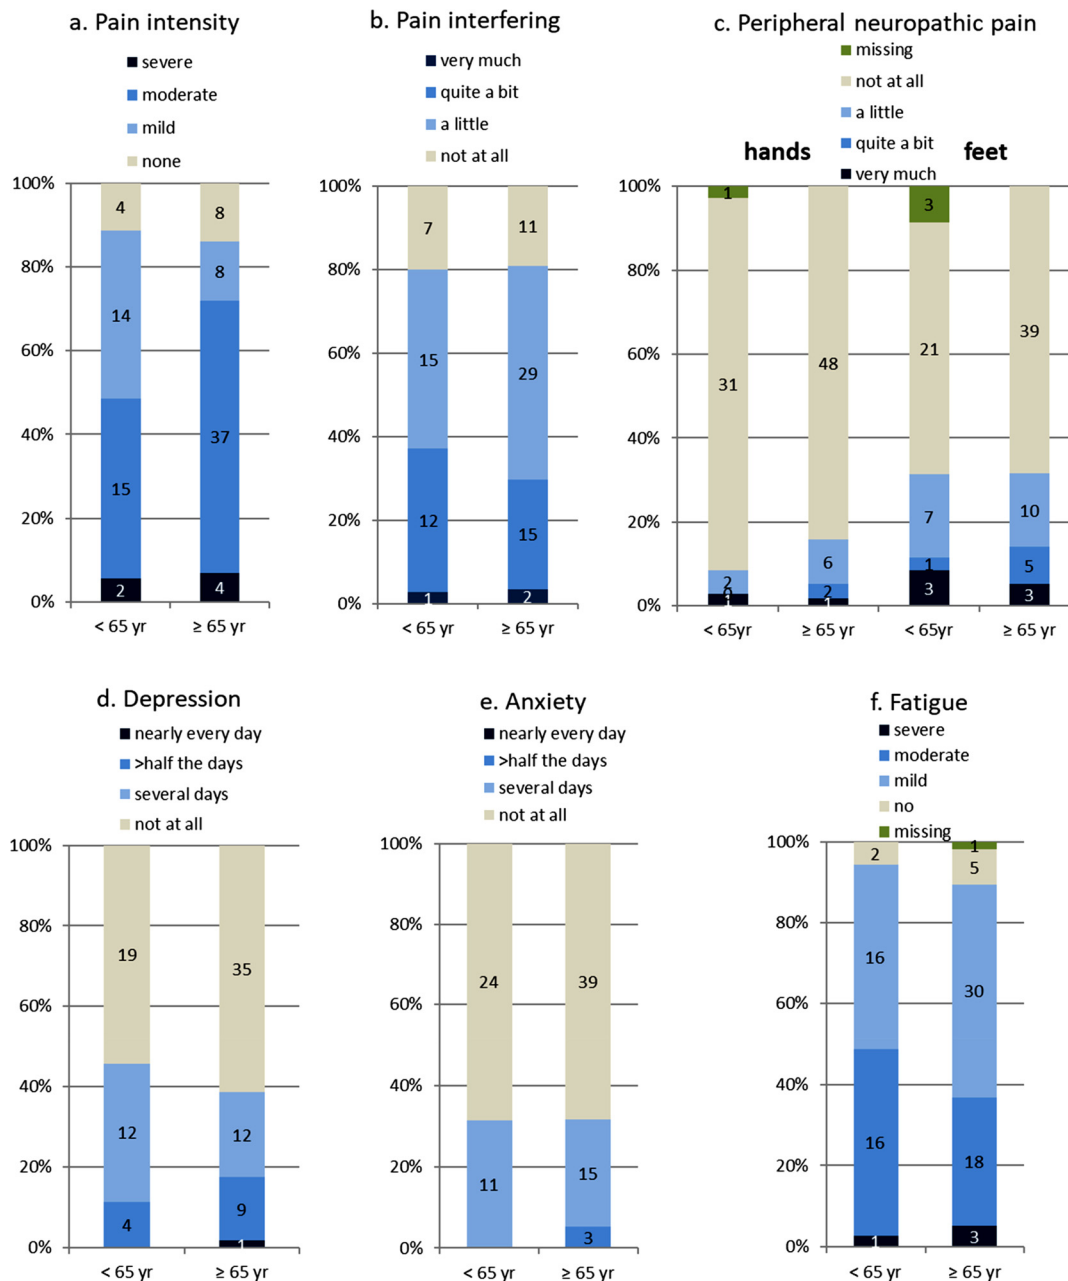 a. Pain intensity
severe
moderate
mild
none
100%
80%
60%
40%
20%
0%
4
14
15
2
8
8
37
4
< 65 yr
≥ 65 yr
b. Pain interfering
very much
quite a bit
a little
not at all
100%
80%
60%
40%
20%
0%
7
15
12
1
11
29
15
2
< 65 yr
≥ 65 yr
c. Peripheral neuropathic pain
missing
not at all
a little
quite a bit
very much
hands
feet
100%
80%
60%
40%
20%
0%
1
31
2
0
1
48
6
2
1
3
21
7
1
3
39
10
5
3
< 65yr
≥ 65 yr
< 65yr
≥ 65 yr
d. Depression
nearly every day
>half the days
several days
not at all
100%
80%
60%
40%
20%
0%
19
12
4
35
12
9
1
< 65 yr
≥ 65 yr
e. Anxiety
nearly every day
>half the days
several days
not at all
100%
80%
60%
40%
20%
0%
24
11
39
15
3
< 65 yr
≥ 65 yr
f. Fatigue
severe
moderate
mild
no
missing
100%
80%
60%
40%
20%
0%
2
16
16
1
1
5
30
18
3
< 65 yr
≥ 65 yr